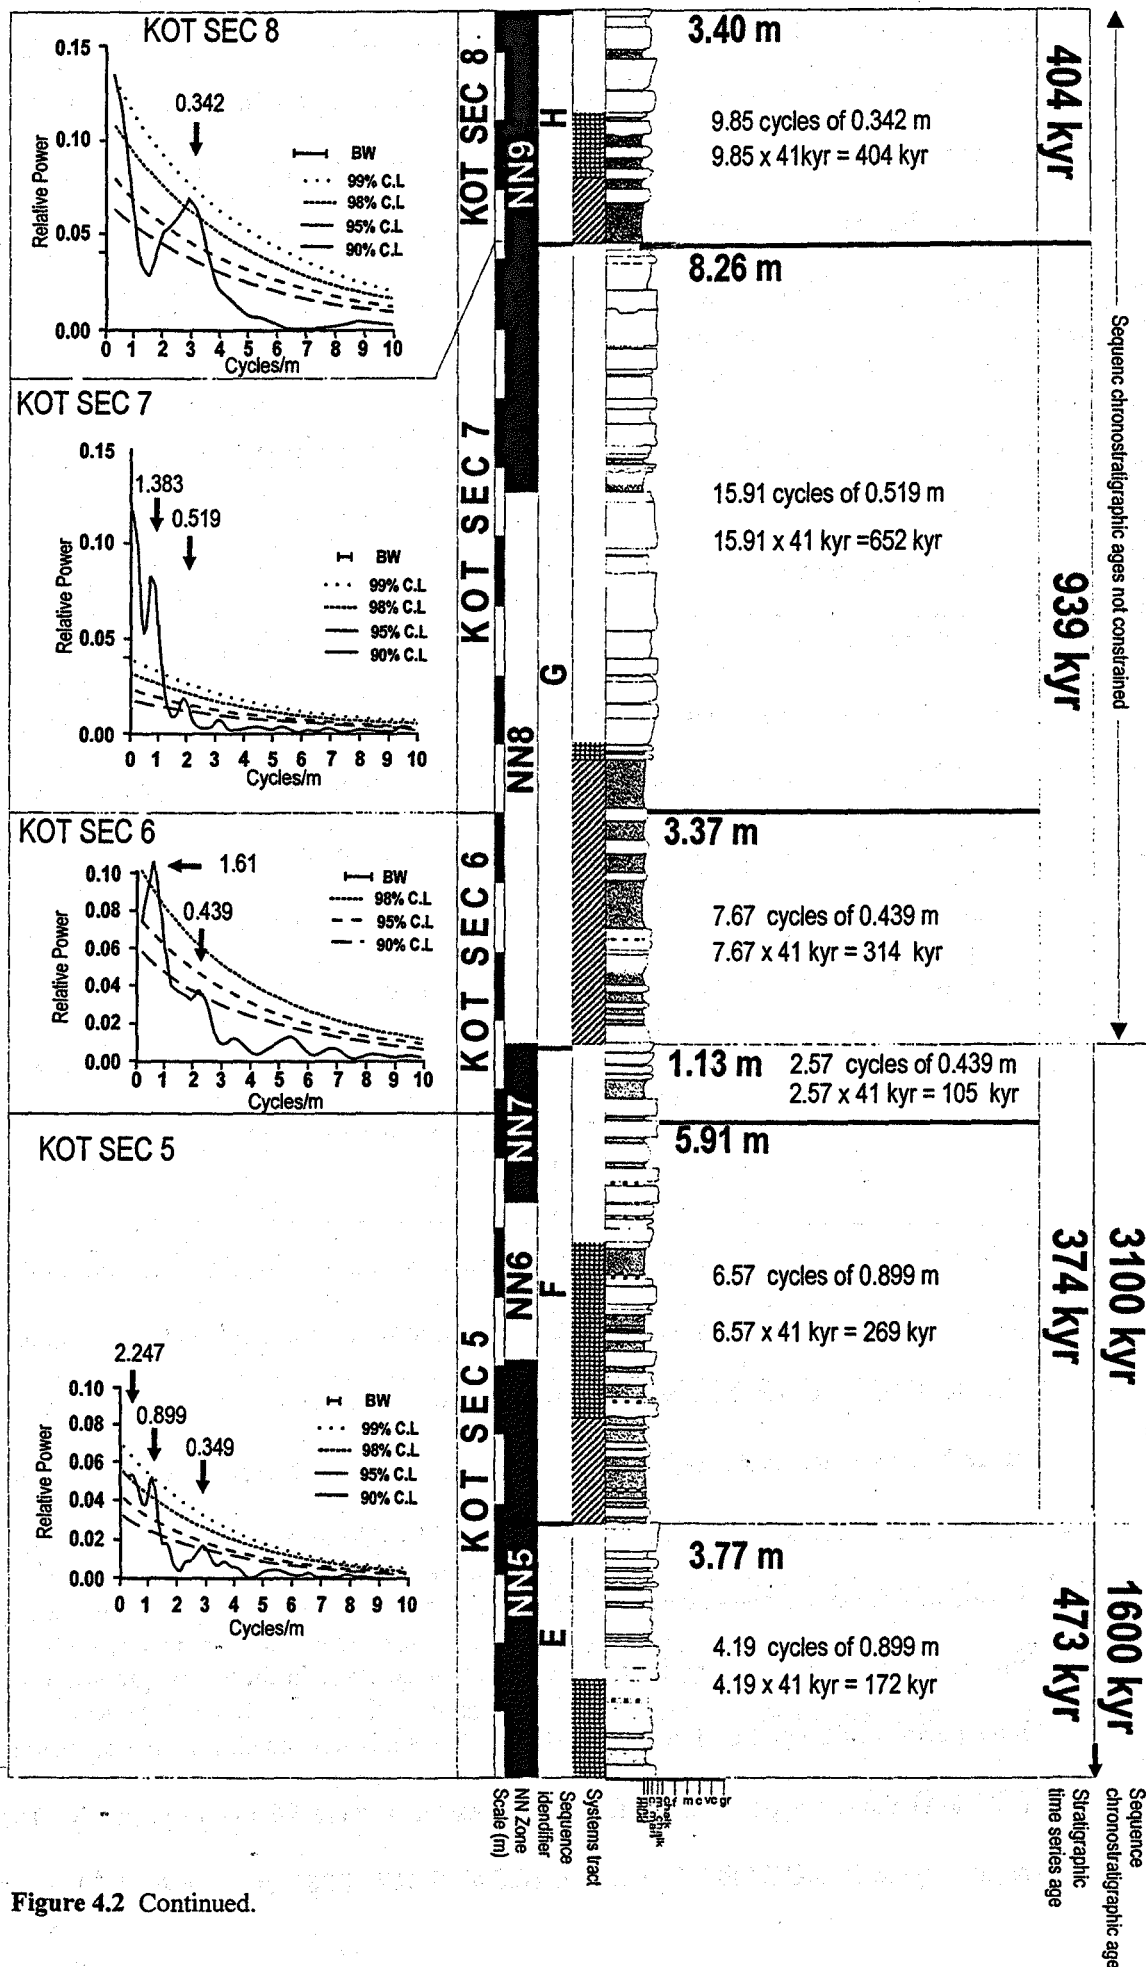 KOT SEC 8
0.15
0.10
0.05
0.00
Relative Power
0.342
BW
99% C.L
98% C.L
95% C.L
90% C.L
0 1 2 3 4 5 6 7 8 9 10
Cycles/m
KOT SEC 7
0.15
0.10
0.05
0.00
Relative Power
1.383
0.519
BW
99% C.L
98% C.L
95% C.L
90% C.L
0 1 2 3 4 5 6 7 8 9 10
Cycles/m
KOT SEC 6
0.10
0.08
0.06
0.04
0.02
0.00
Relative Power
1.61
0.439
BW
98% C.L
95% C.L
90% C.L
0 1 2 3 4 5 6 7 8 9 10
Cycles/m
KOT SEC 5
2.247
0.899
0.349
0.10
0.08
0.06
0.04
0.02
0.00
Relative Power
BW
99% C.L
98% C.L
95% C.L
90% C.L
0 1 2 3 4 5 6 7 8 9 10
Cycles/m
KOT SEC 8
KOT SEC 7
KOT SEC 6
KOT SEC 5
NN9
NN8
NN7
NN6
NN5
H
G
F
E
3.40 m
9.85 cycles of 0.342 m
9.85 x 41kyr = 404 kyr
8.26 m
15.91 cycles of 0.519 m
15.91 x 41 kyr =652 kyr
3.37 m
7.67 cycles of 0.439 m
7.67 x 41 kyr = 314 kyr
1.13 m
2.57 cycles of 0.439 m
2.57 x 41 kyr = 105 kyr
5.91 m
6.57 cycles of 0.899 m
6.57 x 41 kyr = 269 kyr
3.77 m
4.19 cycles of 0.899 m
4.19 x 41 kyr = 172 kyr
404 kyr
939 kyr
374 kyr
473 kyr
Sequenc chronostratigraphic ages not constrained
3100 kyr
1600 kyr
Scale (m)
NN Zone
Sequence
identifier
Systems tract
chalk
f m c vc gr
Stratigraphic
time series age
Sequence
chronostratigraphic age
Figure 4.2 Continued.